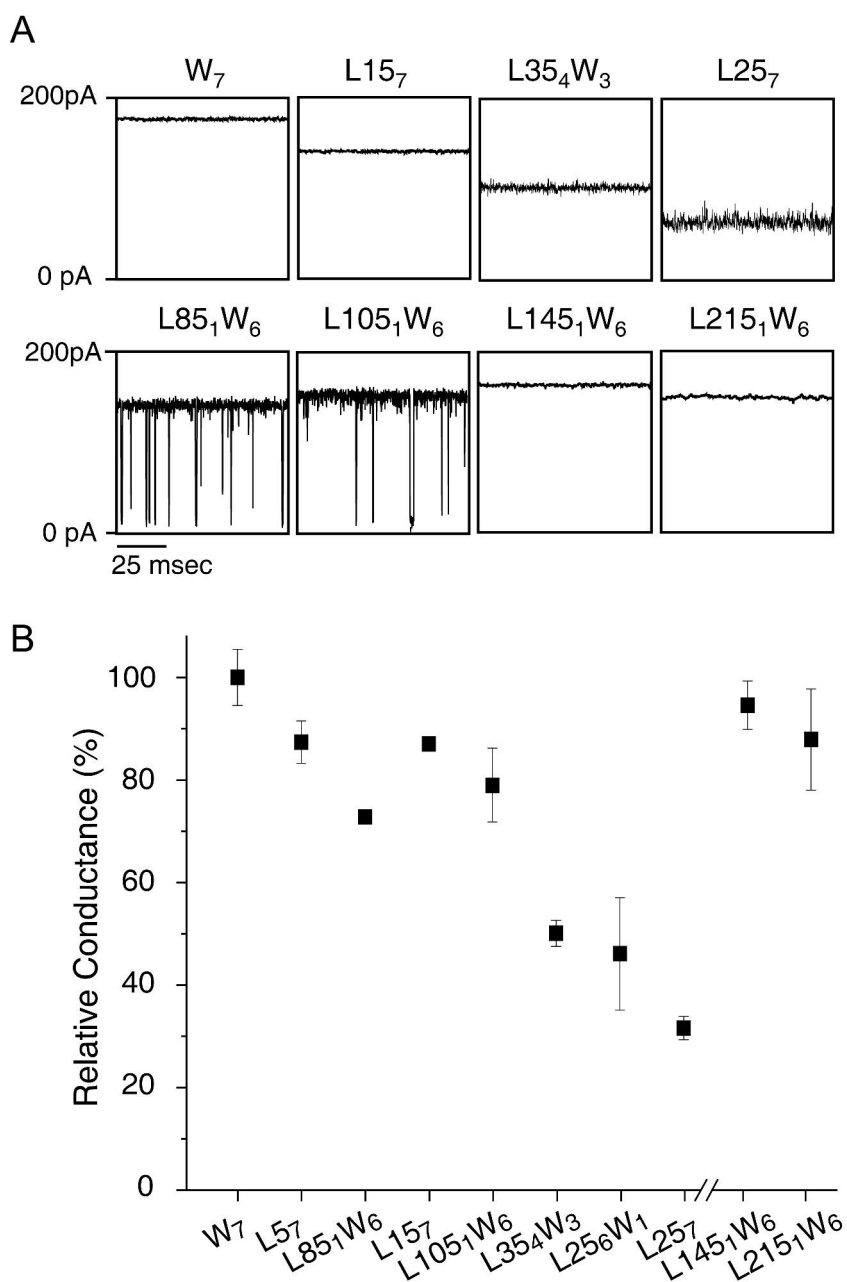 A
W₇ L15₇ L35₄W₃ L25₇
200pA
0 pA
L85₁W₆ L105₁W₆ L145₁W₆ L215₁W₆
200pA
0 pA
25 msec
B
Relative Conductance (%)
100
80
60
40
20
0
W₇ L5₇ L85₁W₆ L15₇ L105₁W₆ L35₄W₃ L25₆W₁ L25₇ L145₁W₆ L215₁W₆